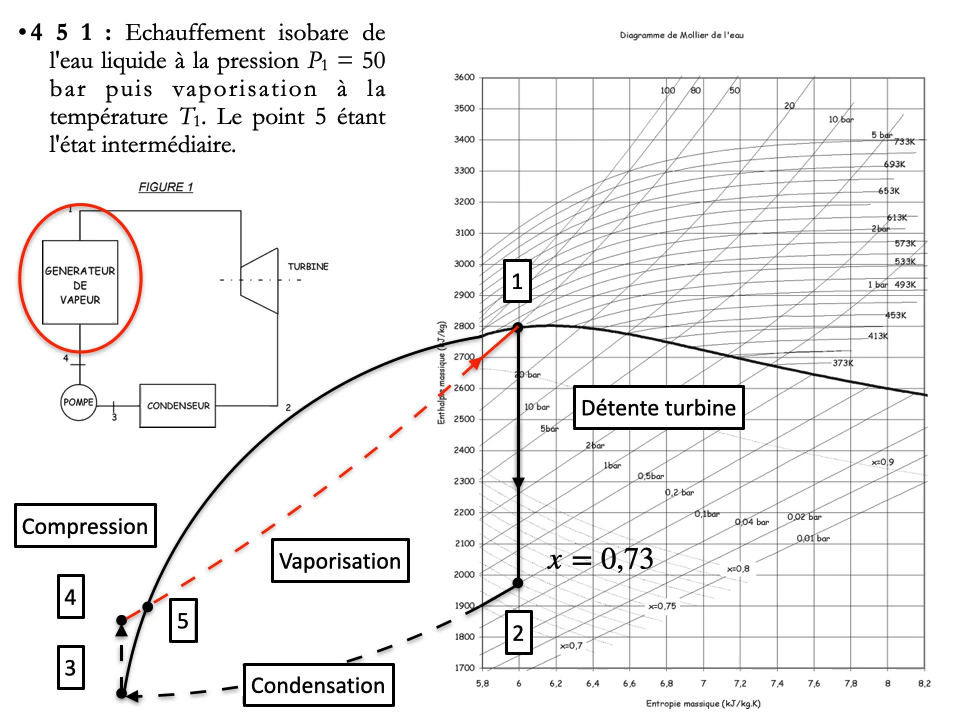 •4 5 1 : Echauffement isobare de
l'eau liquide à la pression P1 = 50
bar puis vaporisation à la
température T1. Le point 5 étant
l'état intermédiaire.
FIGURE 1
1
GENERATEUR
DE
VAPEUR
TURBINE
4
POMPE
3
CONDENSEUR
2
Diagramme de Mollier de l'eau
3600
3500
3400
3300
3200
3100
3000
2900
2800
2700
2600
2500
2400
2300
2200
2100
2000
1900
1800
1700
Enthalpie massique (kJ/kg)
100
80
50
20
10 bar
5 bar
733K
693K
653K
613K
2bar
573K
533K
1 bar
493K
453K
413K
373K
1
20 bar
10 bar
5bar
2bar
1bar
0,5bar
0,2 bar
0,1bar
0,04 bar
0,02 bar
0,01 bar
x=0,9
x=0,8
x=0,75
x=0,7
Détente turbine
x = 0,73
2
Compression
Vaporisation
4
5
3
Condensation
5,8 6 6,2 6,4 6,6 6,8 7 7,2 7,4 7,6 7,8 8 8,2
Entropie massique (kJ/kg.K)